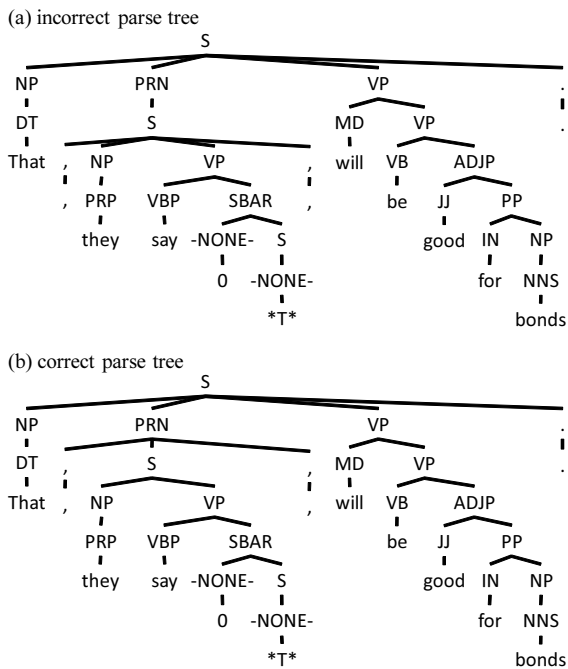 (a) incorrect parse tree
S
NP PRN VP .
DT S MD VP .
That , NP VP , will VB ADJP
, PRP VBP SBAR , be JJ PP
they say -NONE- S good IN NP
0 -NONE- for NNS
*T* bonds
(b) correct parse tree
S
NP PRN VP .
DT , S , MD VP .
That , NP VP , will VB ADJP
PRP VBP SBAR be JJ PP
they say -NONE- S good IN NP
0 -NONE- for NNS
*T* bonds